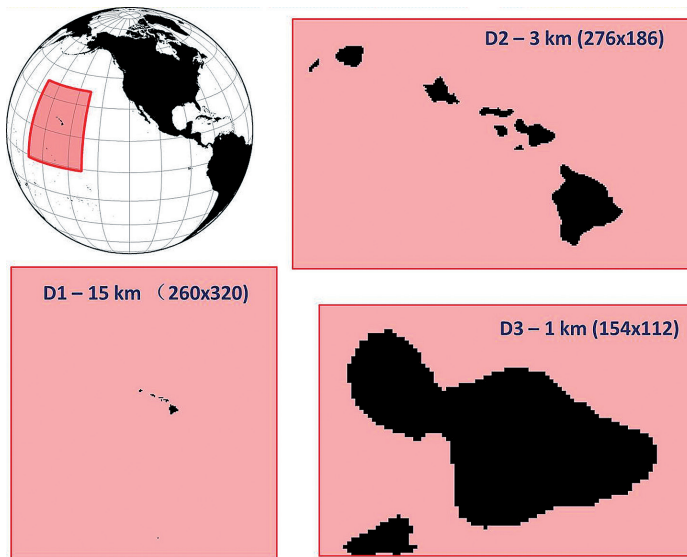 D2 – 3 km (276x186)
D1 – 15 km （260x320)
D3 – 1 km (154x112)